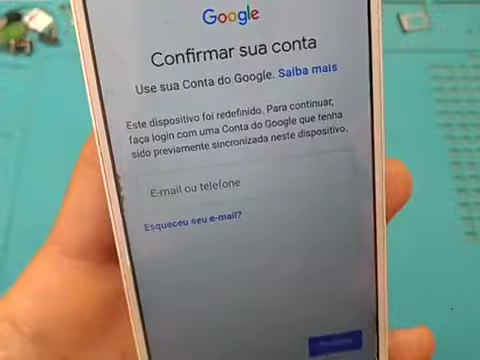 Google
Confirmar sua conta
Use sua Conta do Google. Saiba mais
Este dispositivo foi redefinido. Para continuar,
faça login com uma Conta do Google que tenha
sido previamente sincronizada neste dispositivo.
E-mail ou telefone
Esqueceu seu e-mail?